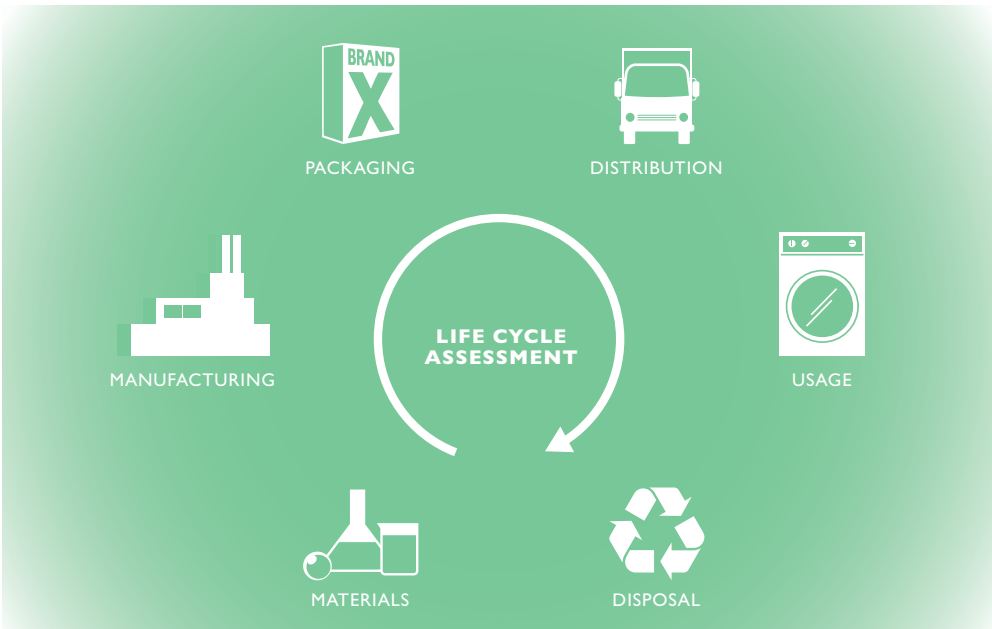 BRAND
X
PACKAGING
DISTRIBUTION
MANUFACTURING
LIFE CYCLE
ASSESSMENT
USAGE
MATERIALS
DISPOSAL